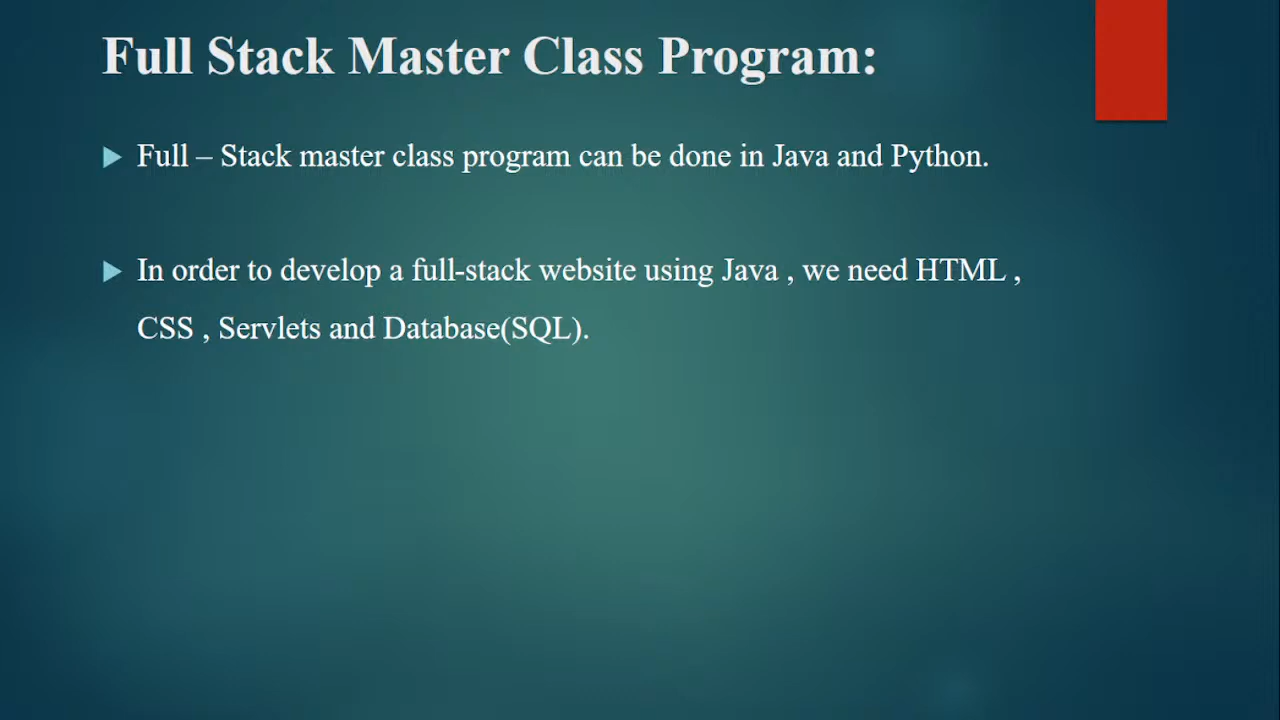 Full Stack Master Class Program:
Full – Stack master class program can be done in Java and Python.
In order to develop a full-stack website using Java , we need HTML ,
CSS , Servlets and Database(SQL).